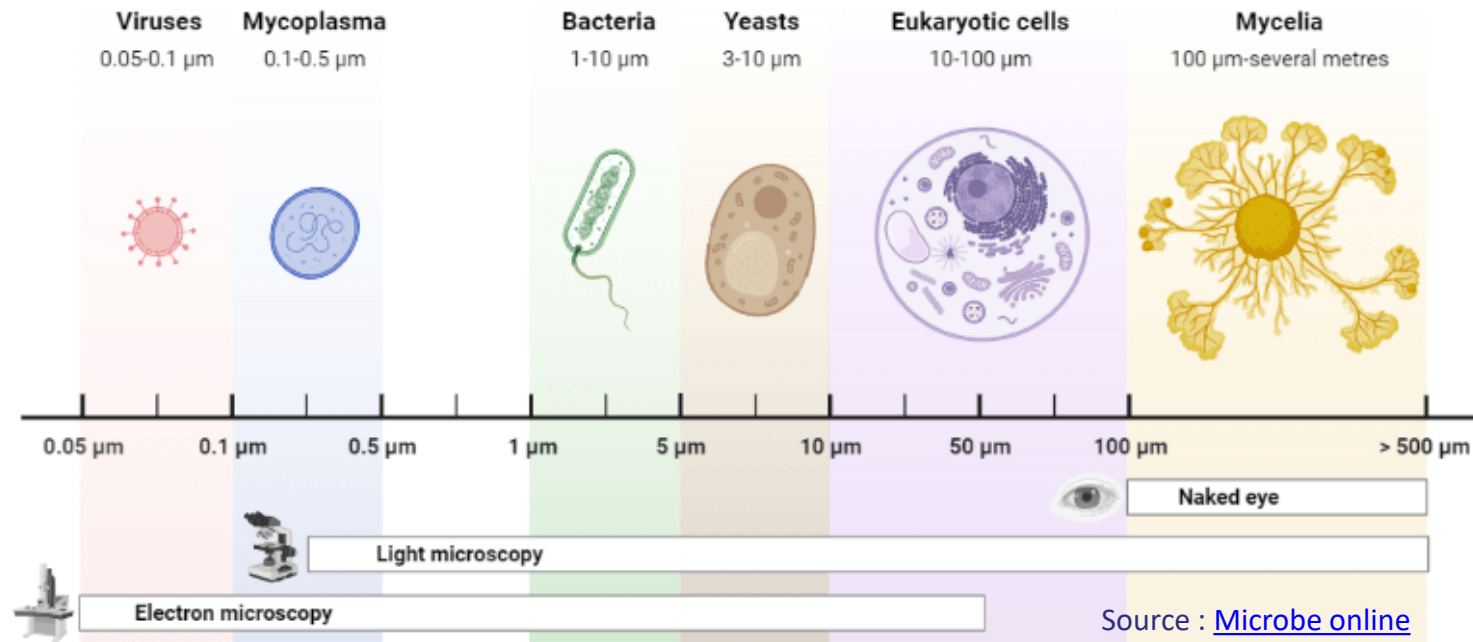 Viruses Mycoplasma Bacteria Yeasts Eukaryotic cells Mycelia
0.05-0.1 µm 0.1-0.5 µm 1-10 µm 3-10 µm 10-100 µm 100 µm-several metres
0.05 µm 0.1 µm 0.5 µm 1 µm 5 µm 10 µm 50 µm 100 µm > 500 µm
Naked eye
Light microscopy
Electron microscopy
Source : Microbe online